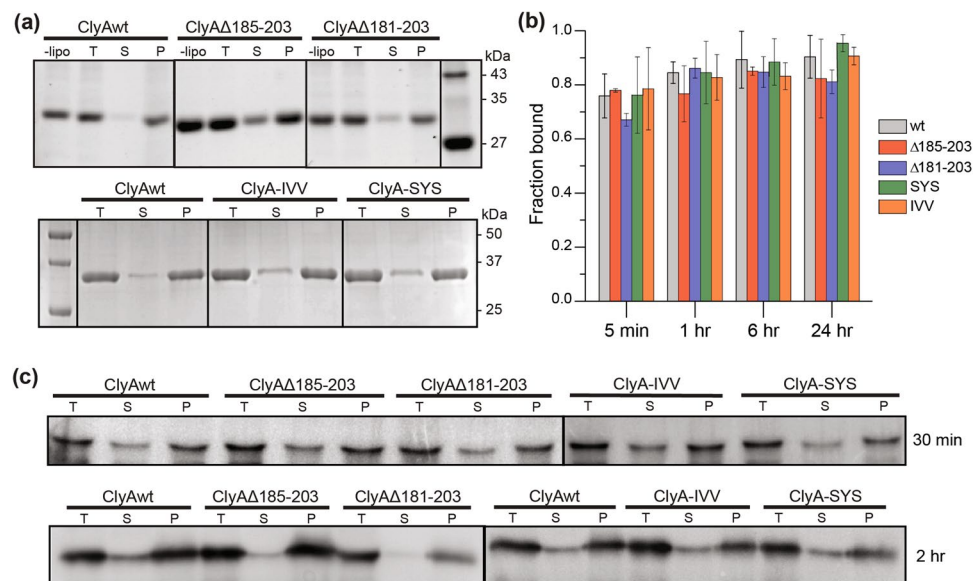 (a)
ClyAwt ClyAΔ185-203 ClyAΔ181-203
-lipo T S P -lipo T S P -lipo T S P
kDa
43
35
27
ClyAwt ClyA-IVV ClyA-SYS
T S P T S P T S P
kDa
50
37
25
(b)
Fraction bound
1.0
0.8
0.6
0.4
0.2
0.0
5 min 1 hr 6 hr 24 hr
wt
Δ185-203
Δ181-203
SYS
IVV
(c)
ClyAwt ClyAΔ185-203 ClyAΔ181-203 ClyA-IVV ClyA-SYS
T S P T S P T S P T S P T S P
30 min
ClyAwt ClyAΔ185-203 ClyAΔ181-203 ClyAwt ClyA-IVV ClyA-SYS
T S P T S P T S P T S P T S P T S P
2 hr